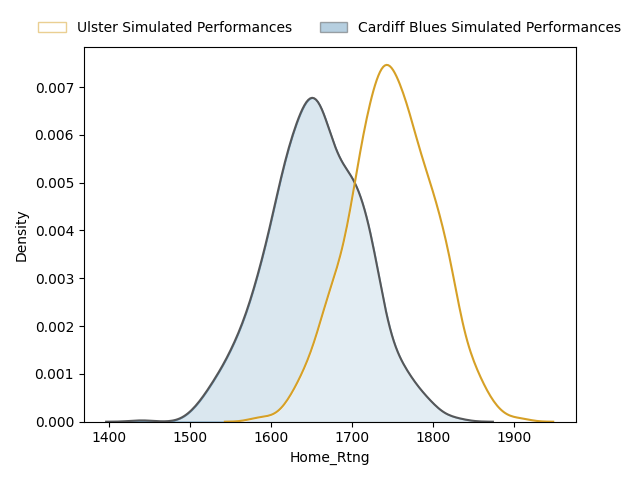 Ulster Simulated Performances Cardiff Blues Simulated Performances
0.007
0.006
0.005
0.004
0.003
0.002
0.001
0.000
Density
1400 1500 1600 1700 1800 1900
Home_Rtng